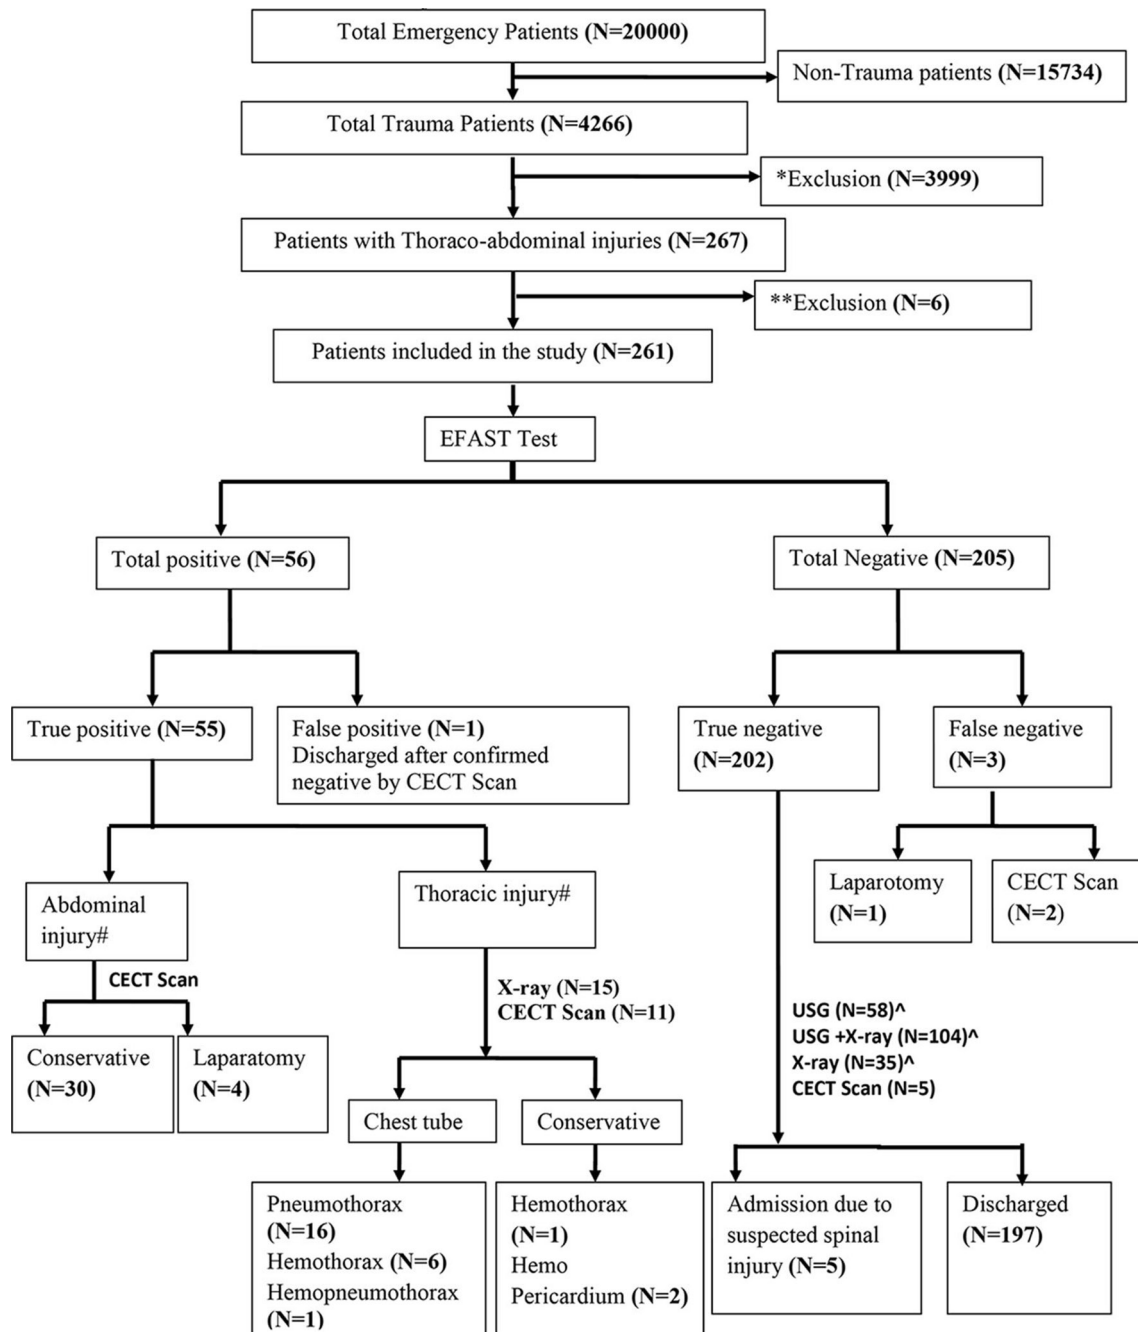 Total Emergency Patients (N=20000)
Non-Trauma patients (N=15734)
Total Trauma Patients (N=4266)
*Exclusion (N=3999)
Patients with Thoraco-abdominal injuries (N=267)
**Exclusion (N=6)
Patients included in the study (N=261)
EFAST Test
Total positive (N=56)
Total Negative (N=205)
True positive (N=55)
False positive (N=1)
Discharged after confirmed
negative by CECT Scan
True negative
(N=202)
False negative
(N=3)
Abdominal
injury#
Thoracic injury#
Laparotomy
(N=1)
CECT Scan
(N=2)
CECT Scan
X-ray (N=15)
CECT Scan (N=11)
USG (N=58)^
USG +X-ray (N=104)^
X-ray (N=35)^
CECT Scan (N=5)
Conservative
(N=30)
Laparatomy
(N=4)
Chest tube
Conservative
Pneumothorax
(N=16)
Hemothorax (N=6)
Hemopneumothorax
(N=1)
Hemothorax
(N=1)
Hemo
Pericardium (N=2)
Admission due to
suspected spinal
injury (N=5)
Discharged
(N=197)